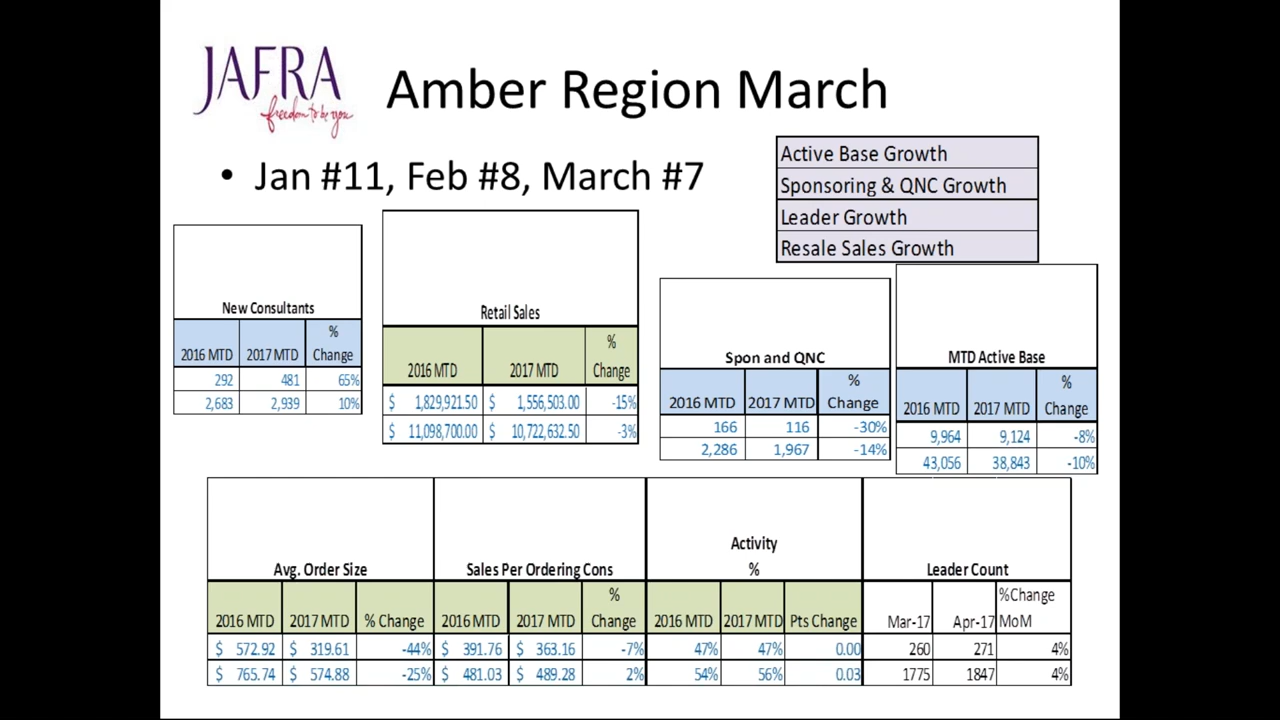 JAFRA
freedom to be you
Amber Region March
• Jan #11, Feb #8, March #7
Active Base Growth
Sponsoring & QNC Growth
Leader Growth
Resale Sales Growth
New Consultants
2016 MTD 2017 MTD % Change
292 481 65%
2,683 2,939 10%
Retail Sales
2016 MTD 2017 MTD % Change
$ 1,829,921.50 $ 1,556,503.00 -15%
$ 11,098,700.00 $ 10,722,632.50 -3%
Spon and QNC
2016 MTD 2017 MTD % Change
166 116 -30%
2,286 1,967 -14%
MTD Active Base
2016 MTD 2017 MTD % Change
9,964 9,124 -8%
43,056 38,843 -10%
Avg. Order Size Sales Per Ordering Cons Activity % Leader Count
2016 MTD 2017 MTD % Change 2016 MTD 2017 MTD % Change 2016 MTD 2017 MTD Pts Change Mar-17 Apr-17 %Change MoM
$ 572.92 $ 319.61 -44% $ 391.76 $ 363.16 -7% 47% 47% 0.00 260 271 4%
$ 765.74 $ 574.88 -25% $ 481.03 $ 489.28 2% 54% 56% 0.03 1775 1847 4%